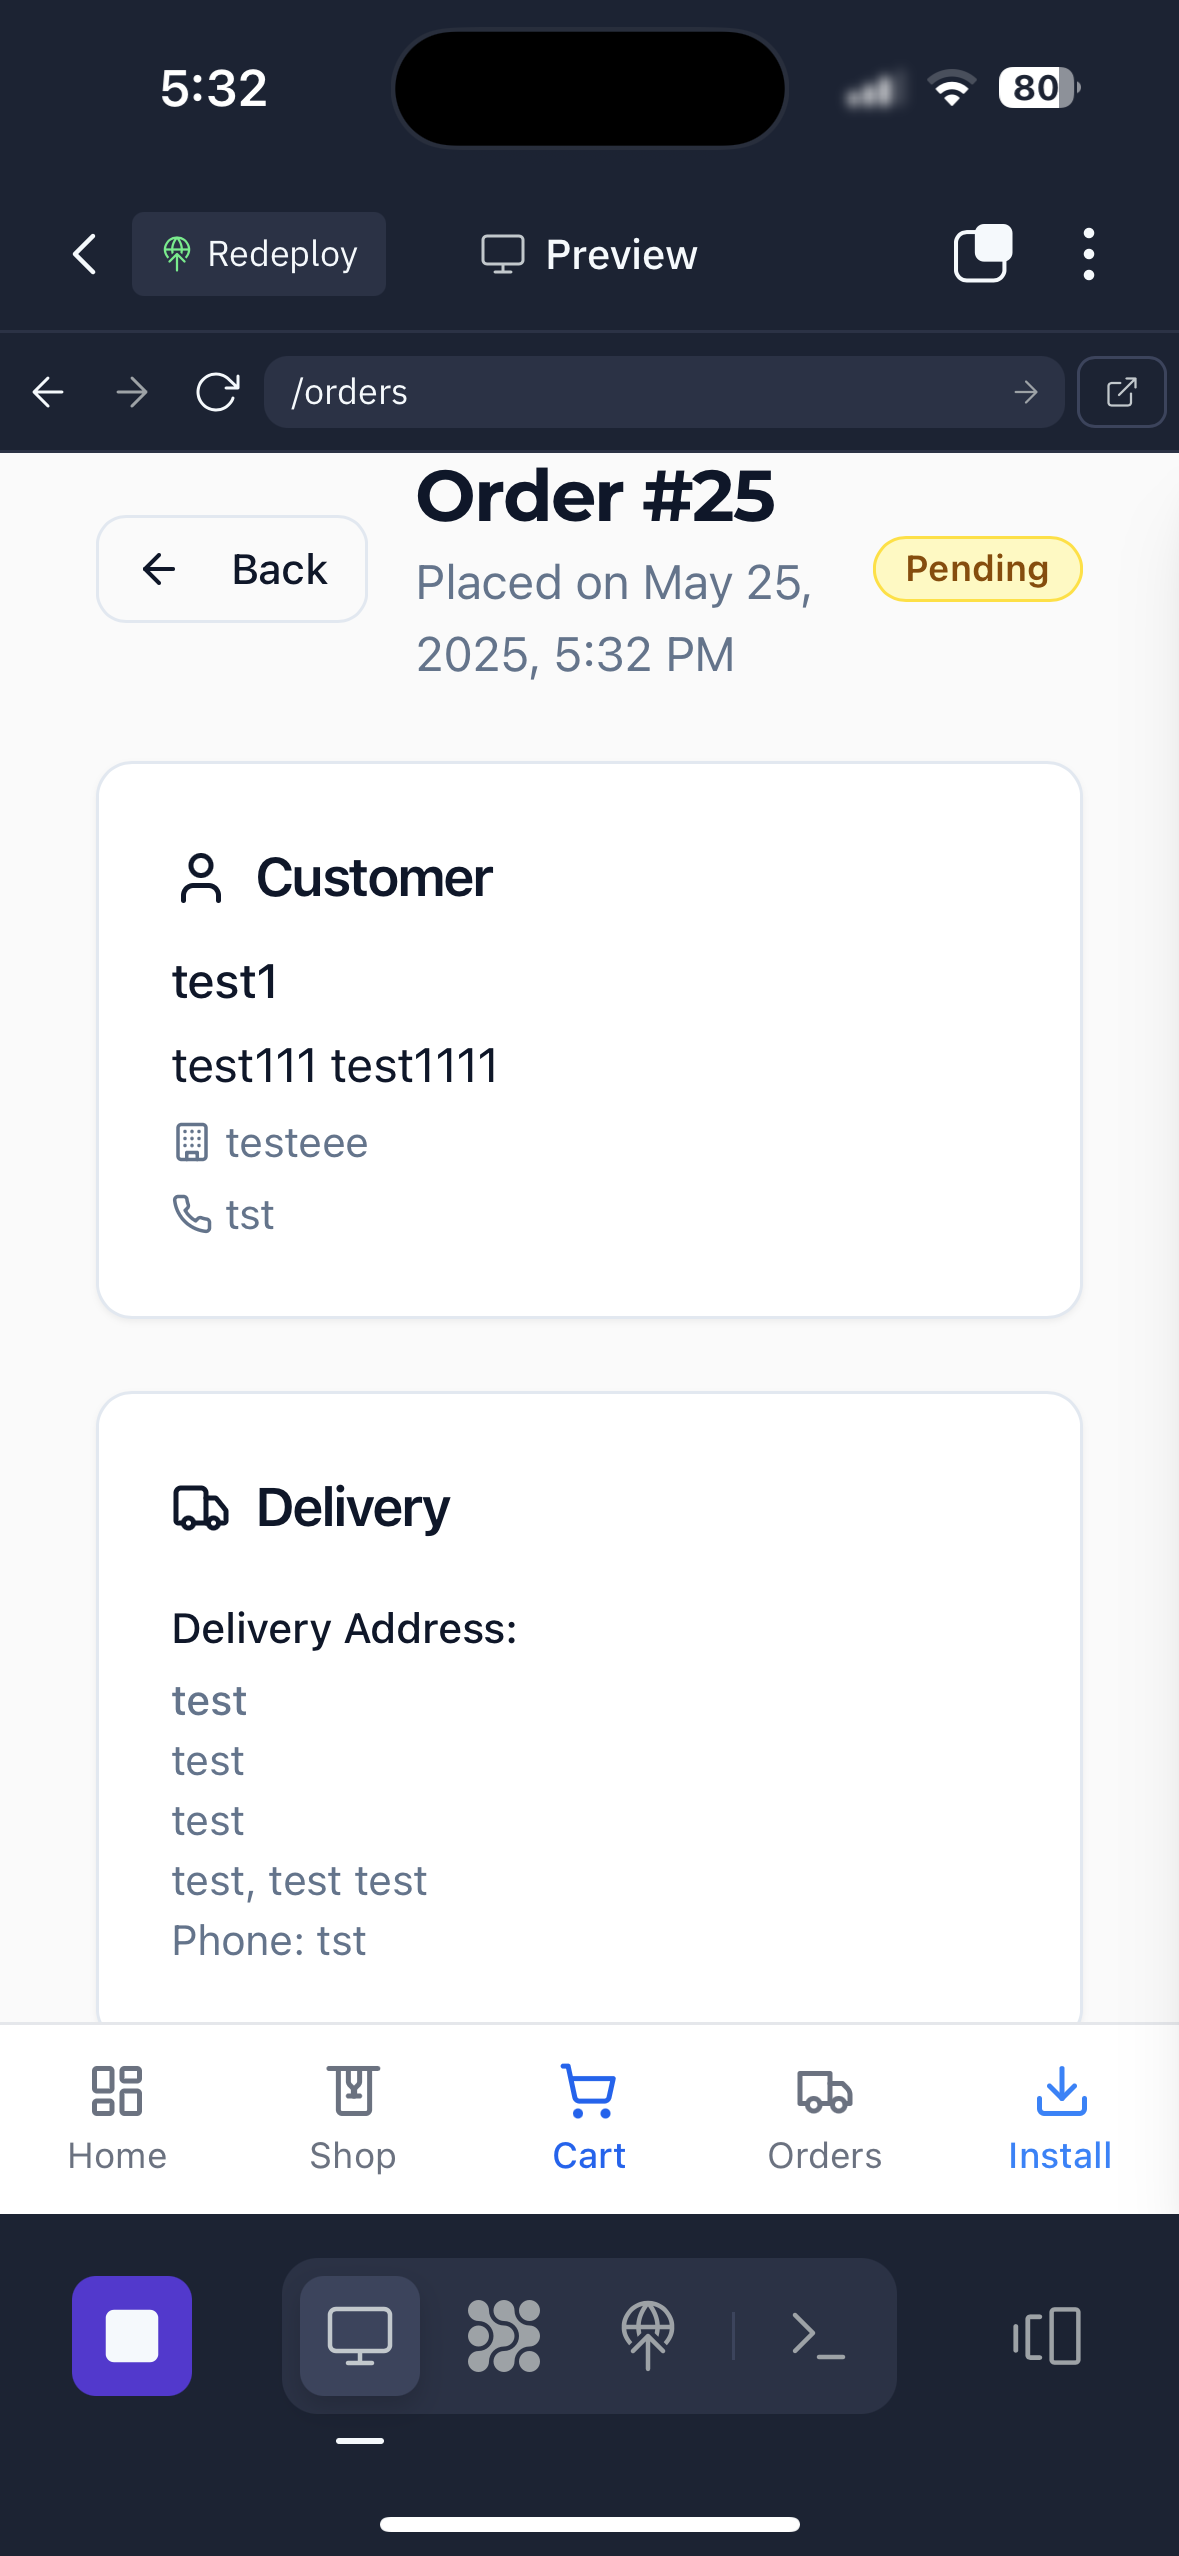 5:32
80
Redeploy
Preview
/orders
Order #25
Back
Placed on May 25,
2025, 5:32 PM
Pending
Customer
test1
test111 test1111
testeee
tst
Delivery
Delivery Address:
test
test
test
test, test test
Phone: tst
Home
Shop
Cart
Orders
Install